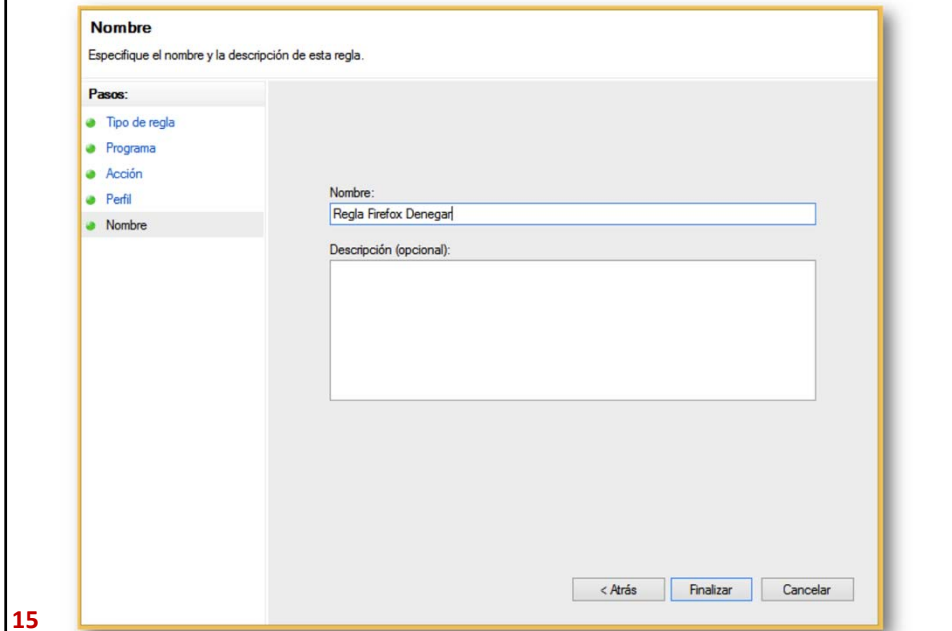 Nombre
Especifique el nombre y la descripción de esta regla.
Pasos:
Tipo de regla
Programa
Acción
Perfil
Nombre
Nombre:
Regla Firefox Denegar
Descripción (opcional):
< Atrás
Finalizar
Cancelar
15